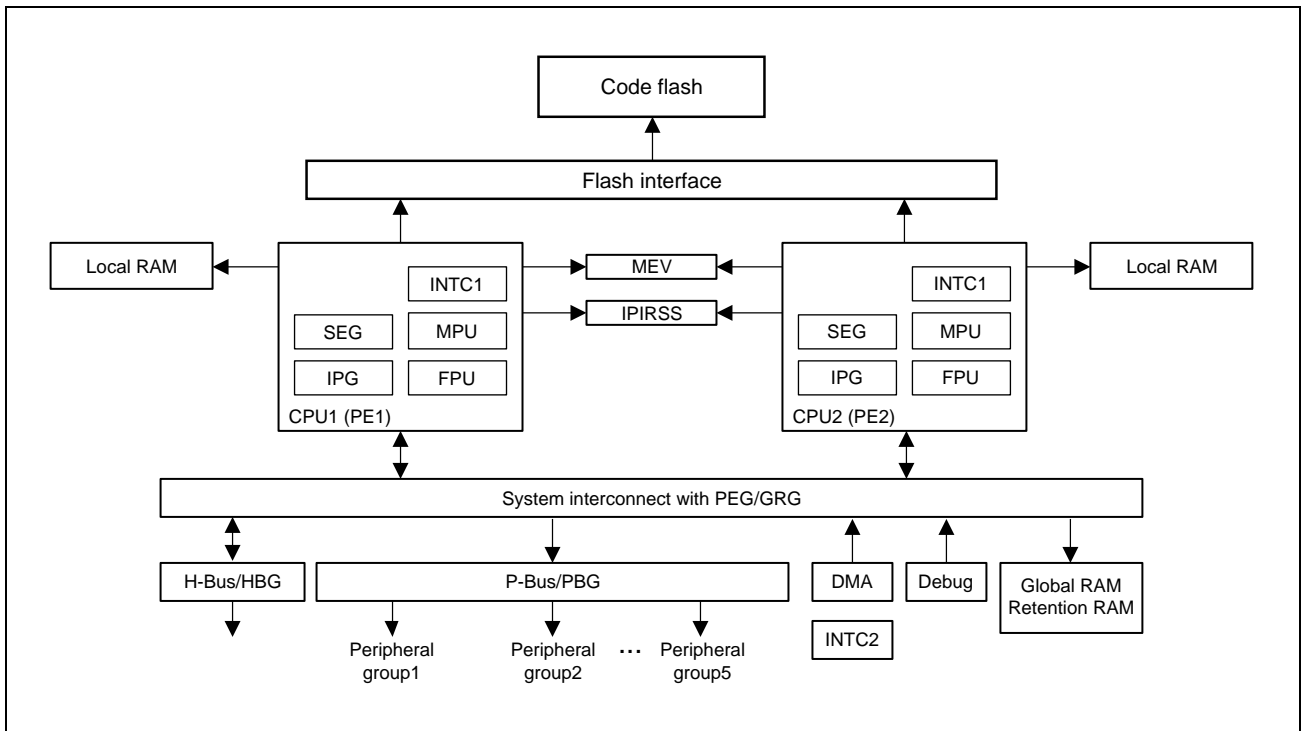 Code flash
Flash interface
Local RAM
MEV
Local RAM
INTC1
INTC1
IPIRSS
SEG
MPU
SEG
MPU
IPG
FPU
IPG
FPU
CPU1 (PE1)
CPU2 (PE2)
System interconnect with PEG/GRG
H-Bus/HBG
P-Bus/PBG
DMA
Debug
Global RAM
Retention RAM
INTC2
Peripheral
group1
Peripheral
group2
...
Peripheral
group5